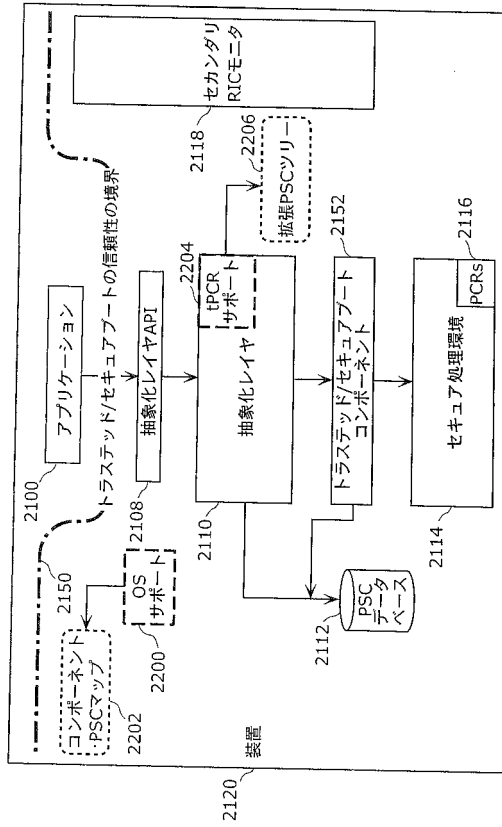 アプリケーション
2100
トラステッド/セキュアブートの信頼性の境界
2150
コンポーネント
・PSCマップ
2202
OS
サポート
2200
抽象化レイヤAPI
2108
tPCR
サポート
2204
抽象化レイヤ
2110
拡張PSCツリー
2206
セカンダリ
RICモニタ
2118
トラステッド/セキュアブート
コンポーネント
2152
PSC
データ
ベース
2112
セキュア処理環境
2114
PCRs
2116
装置
2120